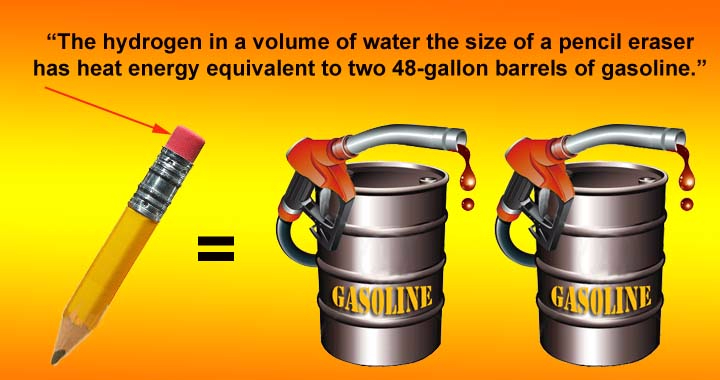 “The hydrogen in a volume of water the size of a pencil eraser
has heat energy equivalent to two 48-gallon barrels of gasoline.”
=
GASOLINE
GASOLINE